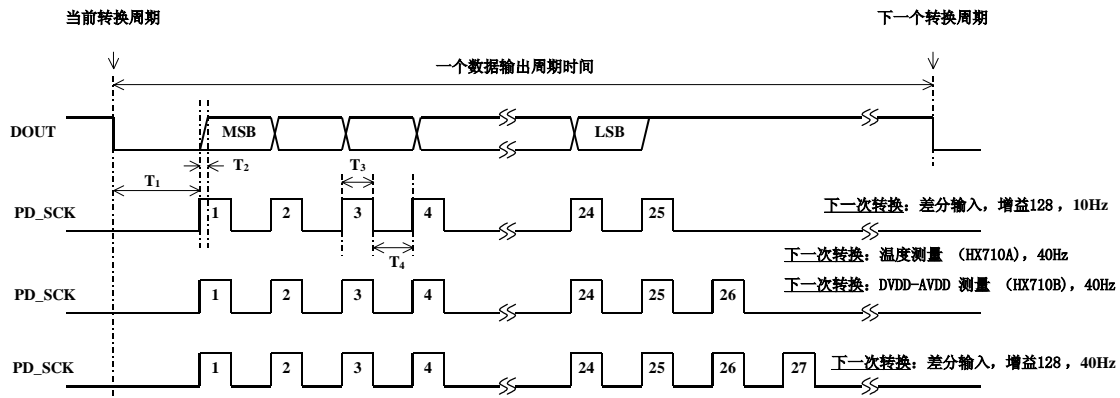 当前转换周期 下一个转换周期
一个数据输出周期时间
DOUT MSB LSB
T2 T3
T1
PD_SCK 1 2 3 4 24 25 下一次转换：差分输入，增益128，10Hz
T4
下一次转换：温度测量 （HX710A），40Hz
下一次转换：DVDD-AVDD 测量 （HX710B），40Hz
PD_SCK 1 2 3 4 24 25 26
PD_SCK 1 2 3 4 24 25 26 27 下一次转换：差分输入，增益128，40Hz